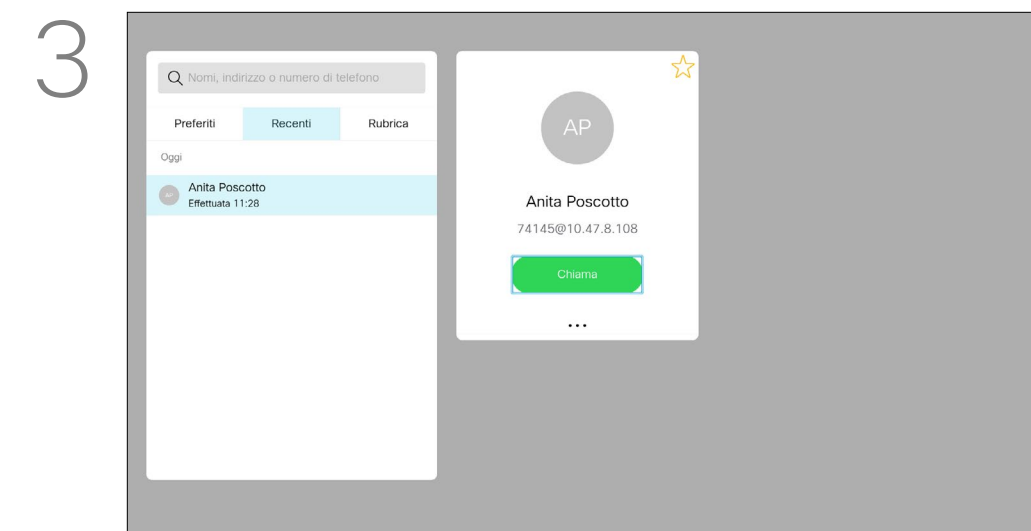 3
Nomi, indirizzo o numero di telefono
Preferiti Recenti Rubrica
Oggi
AP Anita Poscotto
Effettuata 11:28
AP
Anita Poscotto
74145@10.47.8.108
Chiama
...